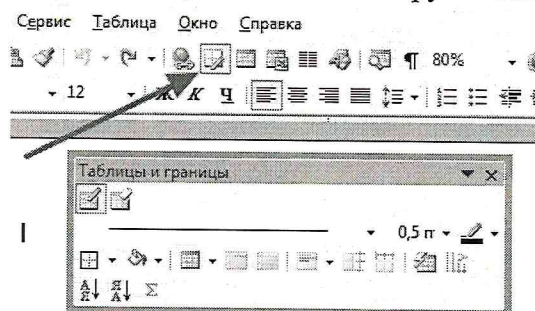 Сервис Таблица Окно Справка
¶ 80%
12 Ж К Ч
Таблицы и границы
0,5 п
А Я Я А Σ